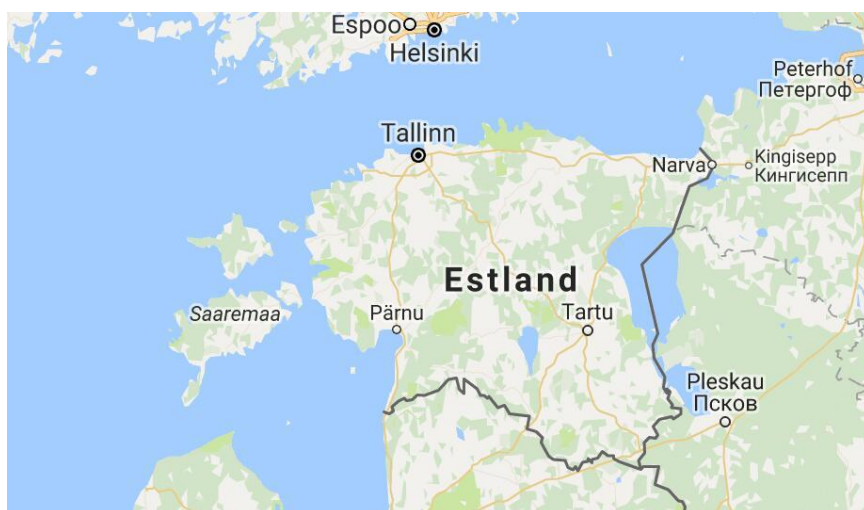 Espoo
Helsinki
Peterhof
Петергоф
Tallinn
Narva
Kingisepp
Кингисепп
Estland
Saaremaa
Pärnu
Tartu
Pleskau
Псков